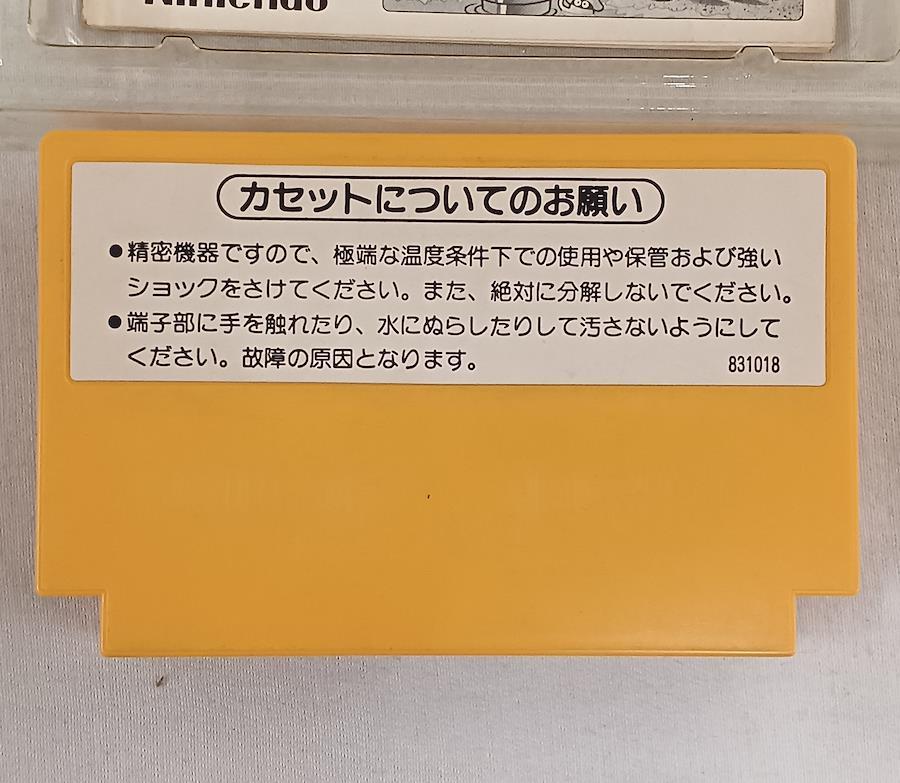 Nintendo
カセットについてのお願い
●精密機器ですので、極端な温度条件下での使用や保管および強い
ショックをさけてください。また、絶対に分解しないでください。
●端子部に手を触れたり、水にぬらしたりして汚さないようにして
ください。故障の原因となります。
831018